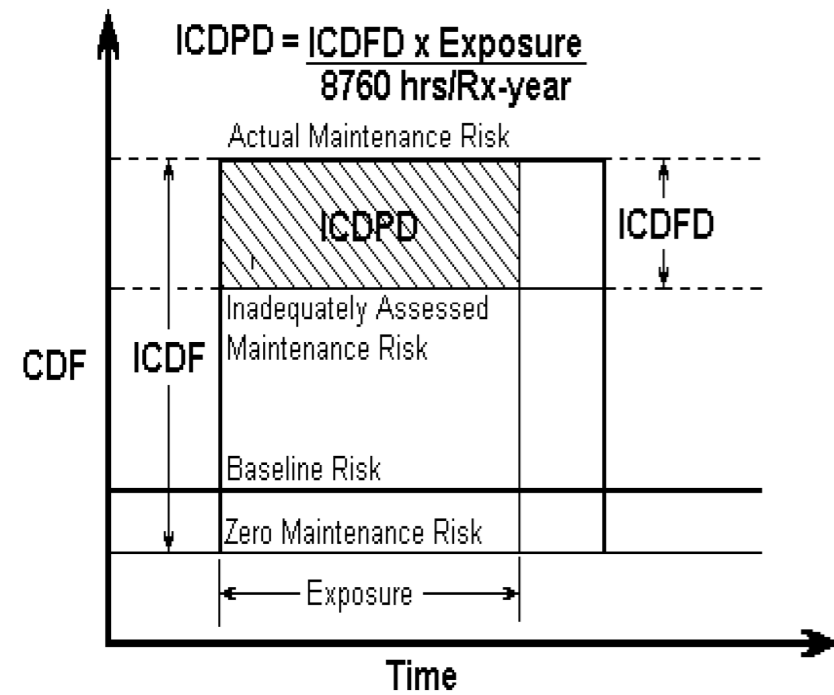 ICDPD = ICDFD x Exposure
8760 hrs/Rx-year
Actual Maintenance Risk
ICDPD
ICDFD
Inadequately Assessed
Maintenance Risk
CDF
ICDF
Baseline Risk
Zero Maintenance Risk
Exposure
Time